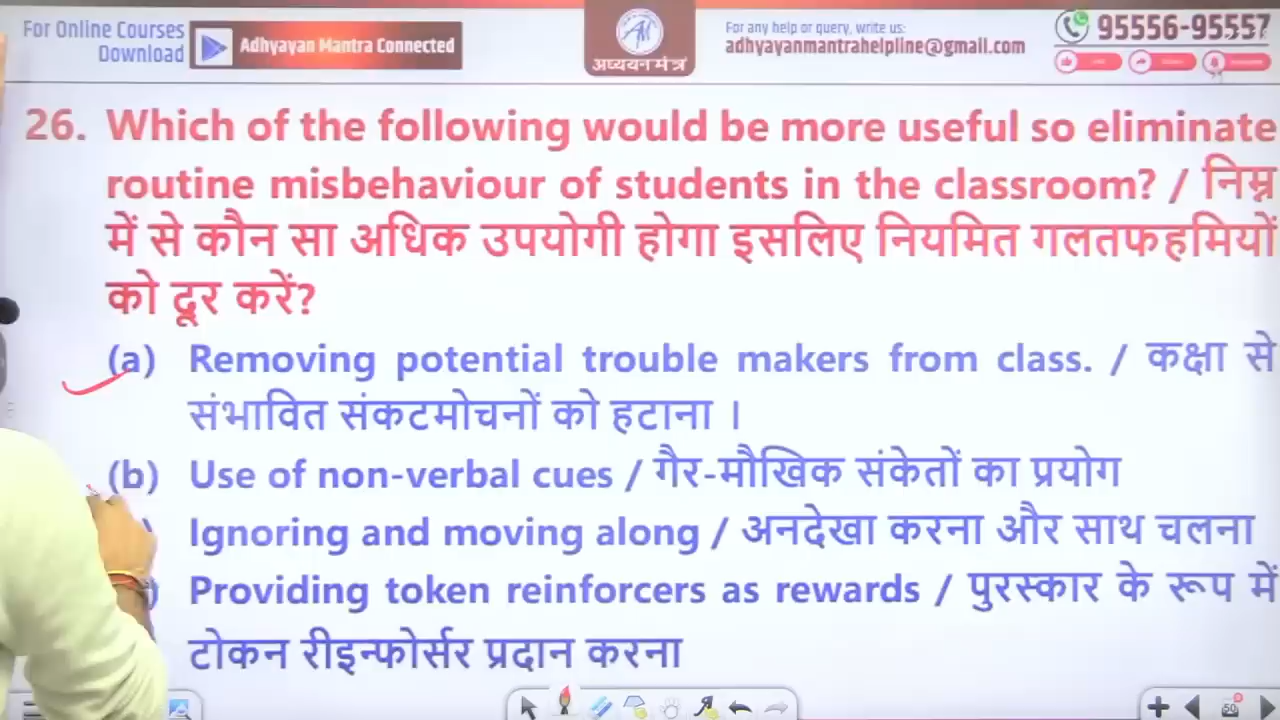 For Online Courses
Download
Adhyayan Mantra Connected
अध्ययन मंत्र
For any help or query, write us:
adhyayanmantrahelpline@gmail.com
95556-95557
26. Which of the following would be more useful so eliminate
routine misbehaviour of students in the classroom? / निम्न
में से कौन सा अधिक उपयोगी होगा इसलिए नियमित गलतफहमियों
को दूर करें?
(a) Removing potential trouble makers from class. / कक्षा से
संभावित संकटमोचनों को हटाना ।
(b) Use of non-verbal cues / गैर-मौखिक संकेतों का प्रयोग
Ignoring and moving along / अनदेखा करना और साथ चलना
) Providing token reinforcers as rewards / पुरस्कार के रूप में
टोकन रीइन्फोर्सर प्रदान करना
50